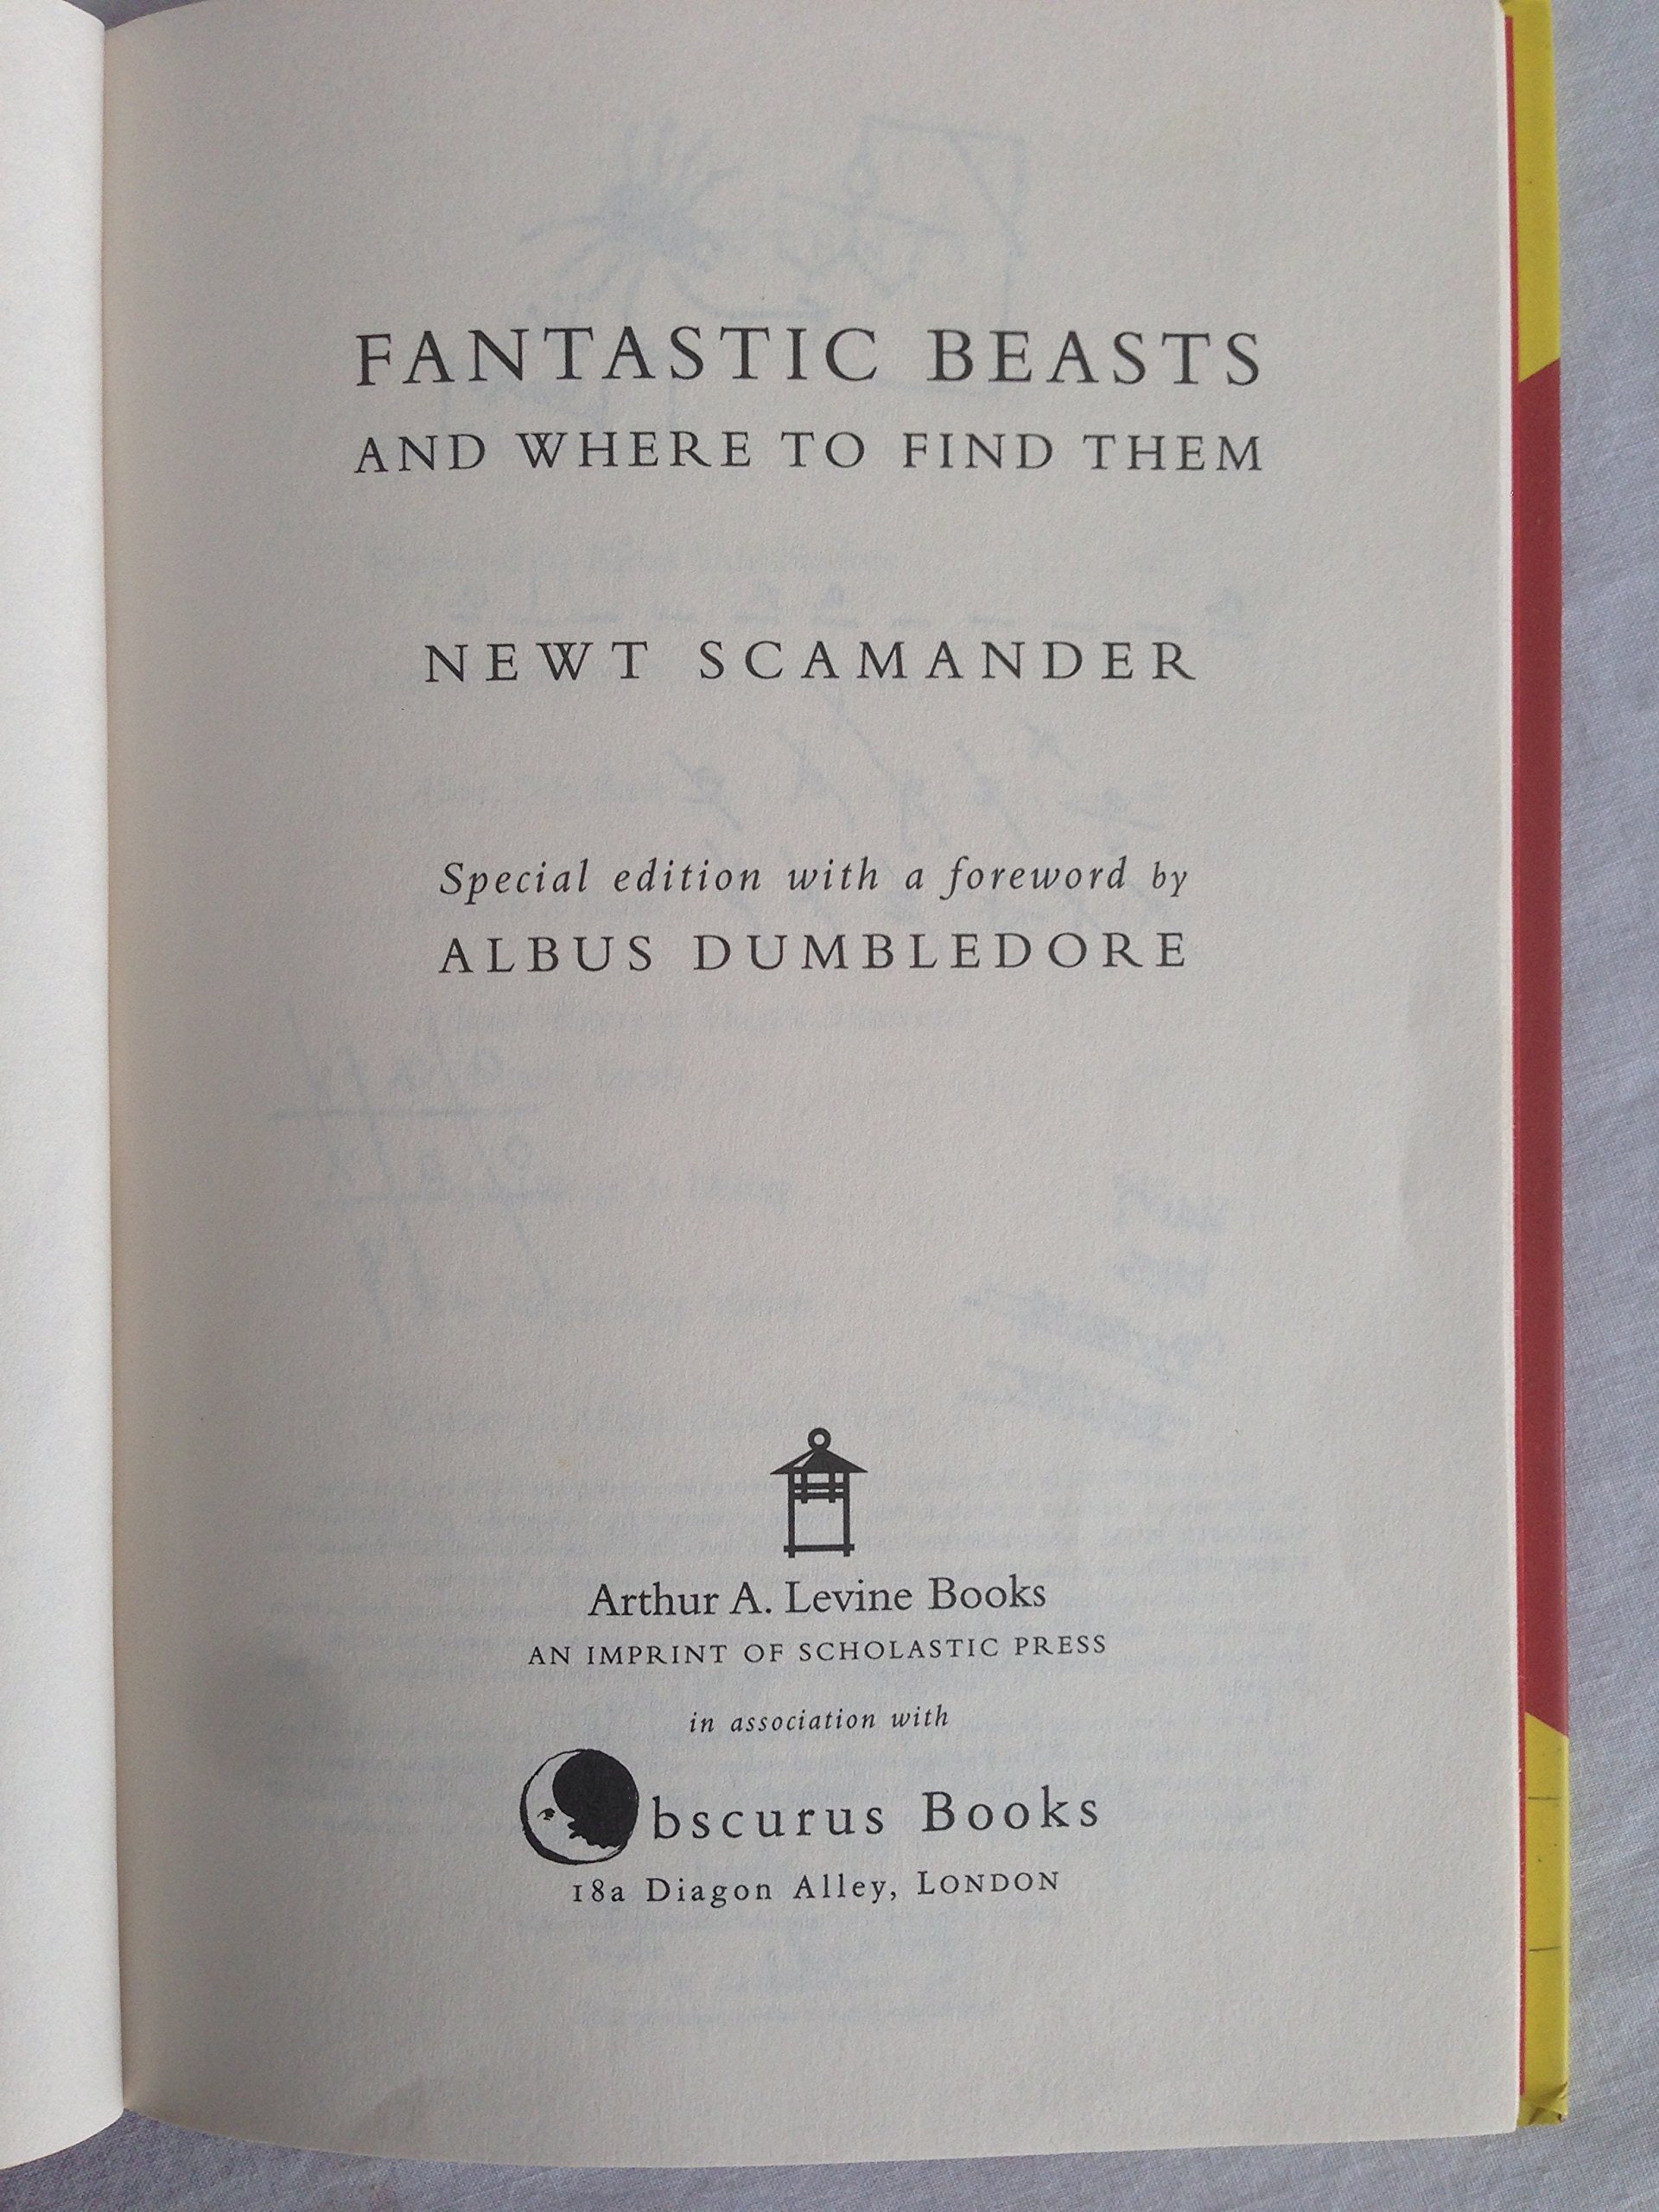 FANTASTIC BEASTS
AND WHERE TO FIND THEM
NEWT SCAMANDER
Special edition with a foreword by
ALBUS DUMBLEDORE
Arthur A. Levine Books
AN IMPRINT OF SCHOLASTIC PRESS
in association with
Obscurus Books
18a Diagon Alley, LONDON